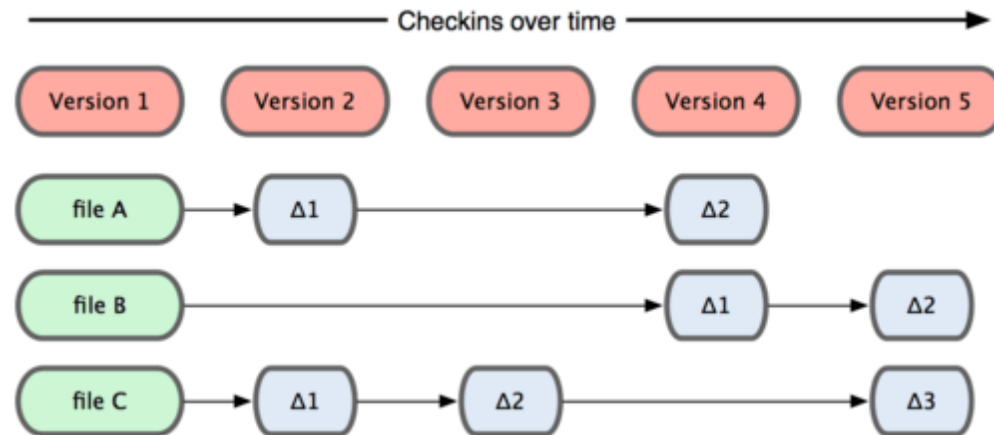 Checkins over time
Version 1 Version 2 Version 3 Version 4 Version 5
file A Δ1 Δ2
file B Δ1 Δ2
file C Δ1 Δ2 Δ3